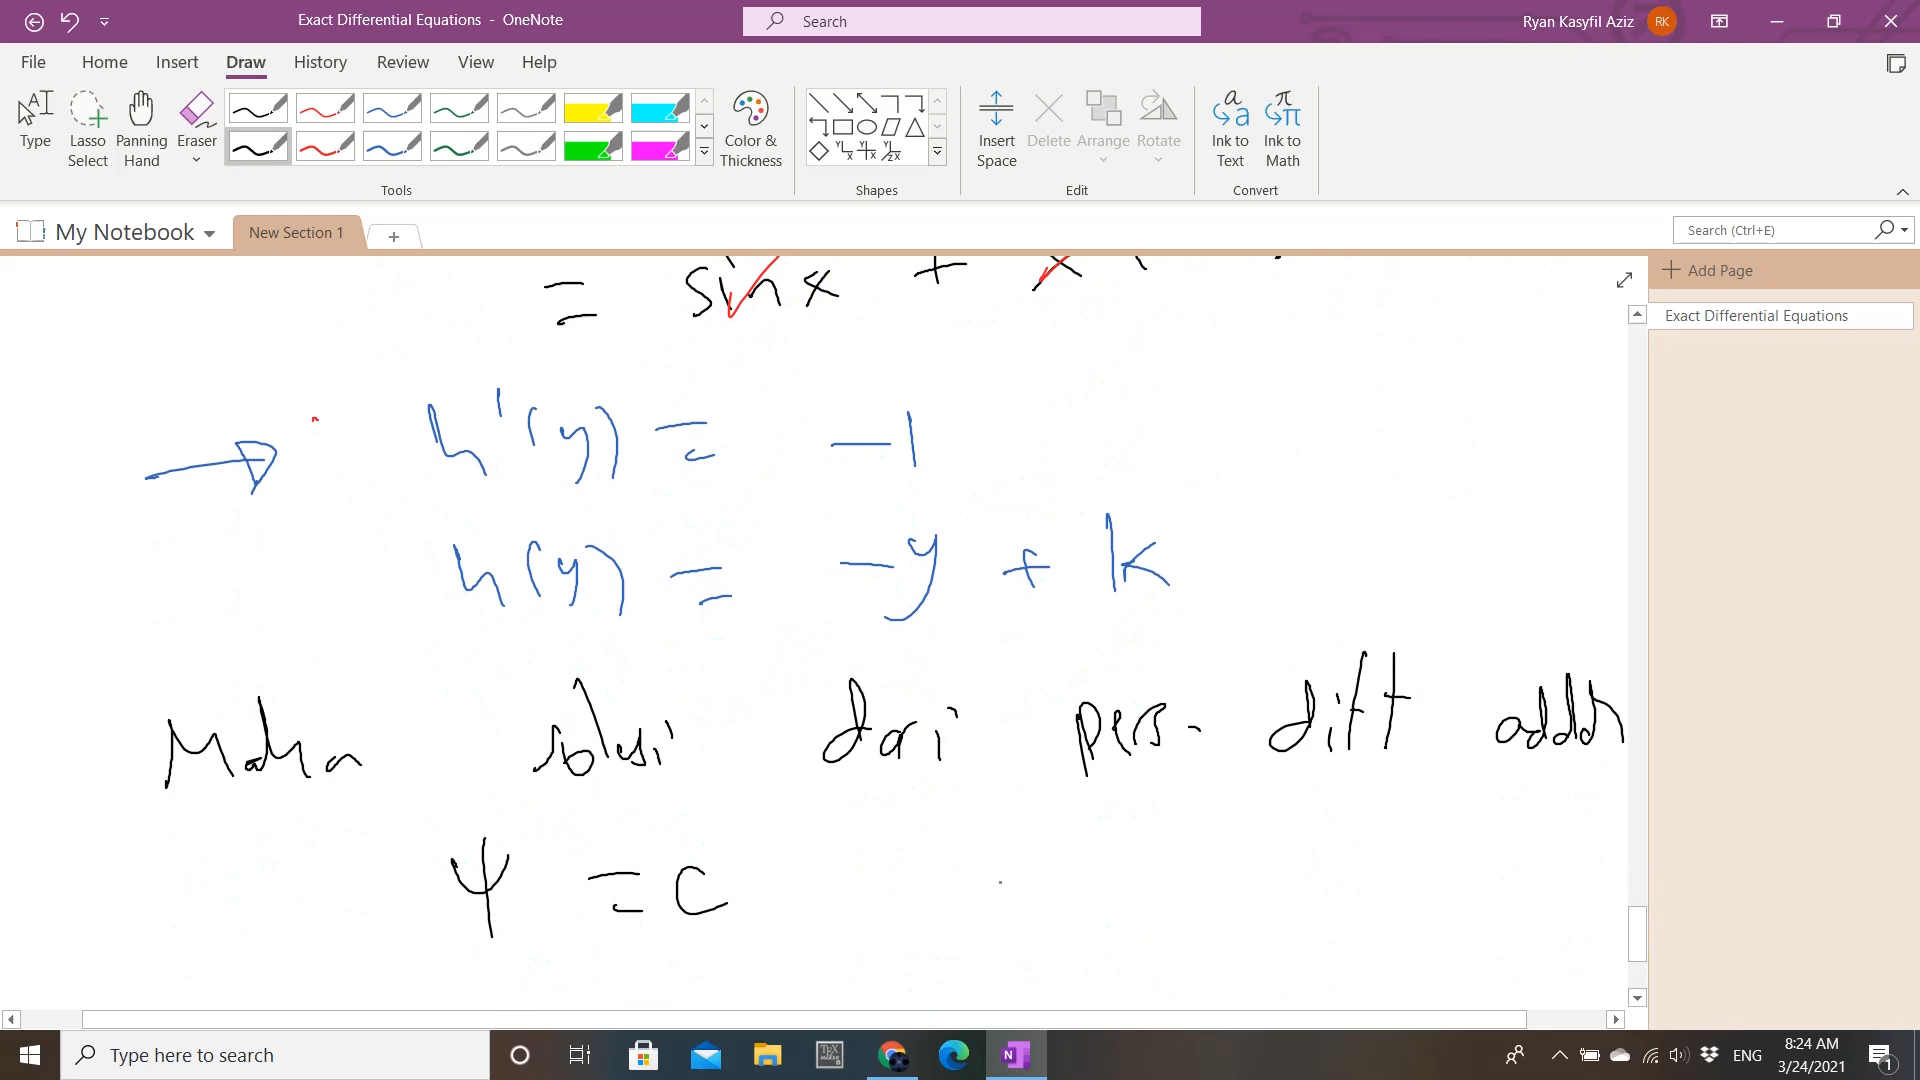 Exact Differential Equations - OneNote
Search
Ryan Kasyfil Aziz
RK
File Home Insert Draw History Review View Help
Type
Lasso Select
Panning Hand
Eraser
Color & Thickness
Insert Space
Delete
Arrange
Rotate
Ink to Text
Ink to Math
Tools
Shapes
Edit
Convert
My Notebook
New Section 1
Search (Ctrl+E)
Add Page
Exact Differential Equations
= sin x +
h'(y) = -1
h(y) = -y + k
Maka solusi dari pers. diff adalah
Ψ = C
Type here to search
ENG
8:24 AM
3/24/2021
1